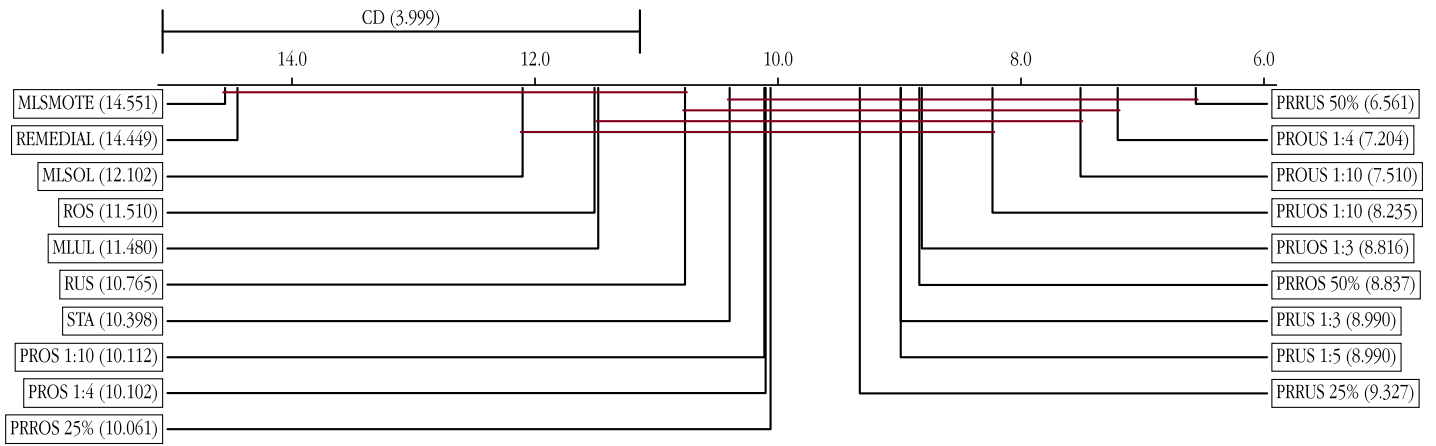 CD (3.999)
14.0 12.0 10.0 8.0 6.0
MLSMOTE (14.551)
REMEDIAL (14.449)
MLSOL (12.102)
ROS (11.510)
MLUL (11.480)
RUS (10.765)
STA (10.398)
PROS 1:10 (10.112)
PROS 1:4 (10.102)
PRROS 25% (10.061)
PRRUS 50% (6.561)
PROUS 1:4 (7.204)
PROUS 1:10 (7.510)
PRUOS 1:10 (8.235)
PRUOS 1:3 (8.816)
PRROS 50% (8.837)
PRUS 1:3 (8.990)
PRUS 1:5 (8.990)
PRRUS 25% (9.327)